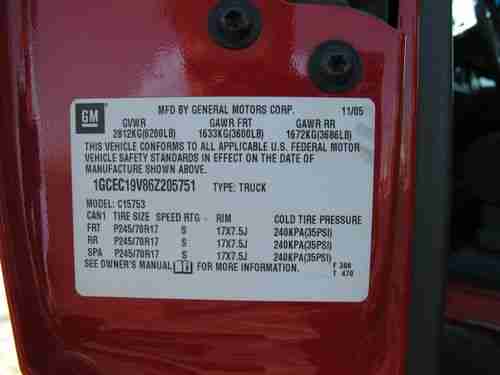 GM MFD BY GENERAL MOTORS CORP. 11/05
GVWR GAWR FRT GAWR RR
2812KG(6200LB) 1633KG(3600LB) 1672KG(3686LB)
THIS VEHICLE CONFORMS TO ALL APPLICABLE U.S. FEDERAL MOTOR
VEHICLE SAFETY STANDARDS IN EFFECT ON THE DATE OF
MANUFACTURE SHOWN ABOVE.
1GCEC19V86Z205751 TYPE: TRUCK
MODEL: C15753
CAN1 TIRE SIZE SPEED RTG RIM COLD TIRE PRESSURE
FRT P245/70R17 S 17X7.5J 240KPA(35PSI)
RR P245/70R17 S 17X7.5J 240KPA(35PSI)
SPA P245/70R17 S 17X7.5J 240KPA(35PSI)
SEE OWNER'S MANUAL FOR MORE INFORMATION. F 366
T 470